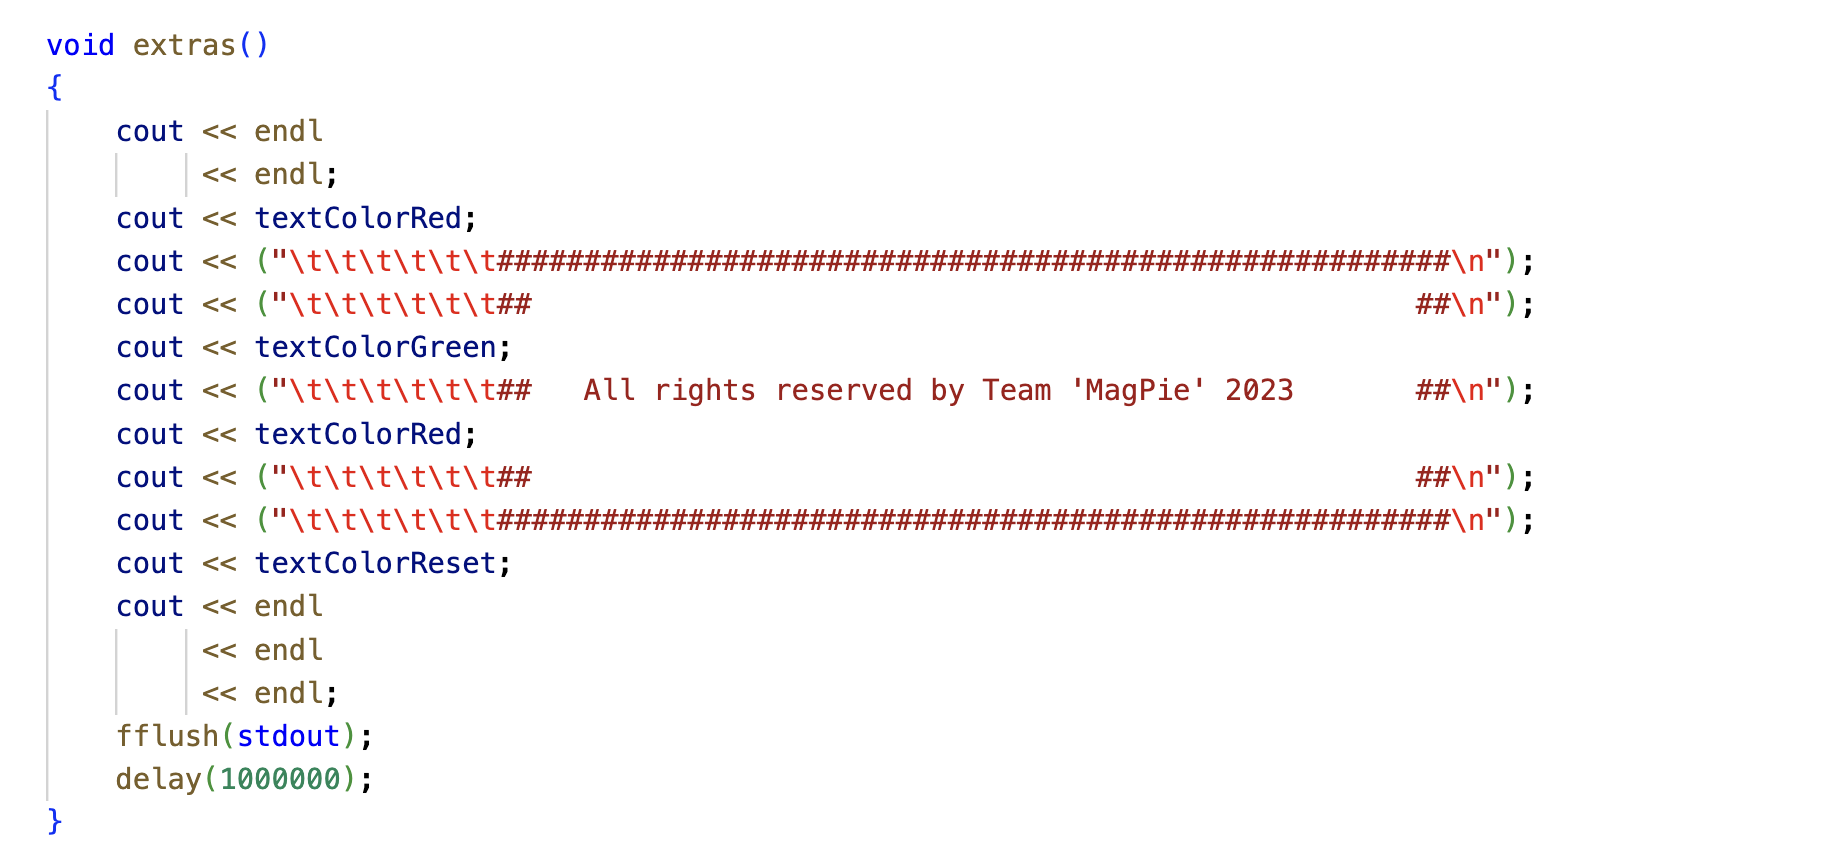 void extras()
{
    cout << endl
         << endl;
    cout << textColorRed;
    cout << ("\t\t\t\t\t\t#######################################################\n");
    cout << ("\t\t\t\t\t\t##                                                   ##\n");
    cout << textColorGreen;
    cout << ("\t\t\t\t\t\t##   All rights reserved by Team 'MagPie' 2023       ##\n");
    cout << textColorRed;
    cout << ("\t\t\t\t\t\t##                                                   ##\n");
    cout << ("\t\t\t\t\t\t#######################################################\n");
    cout << textColorReset;
    cout << endl
         << endl
         << endl;
    fflush(stdout);
    delay(1000000);
}